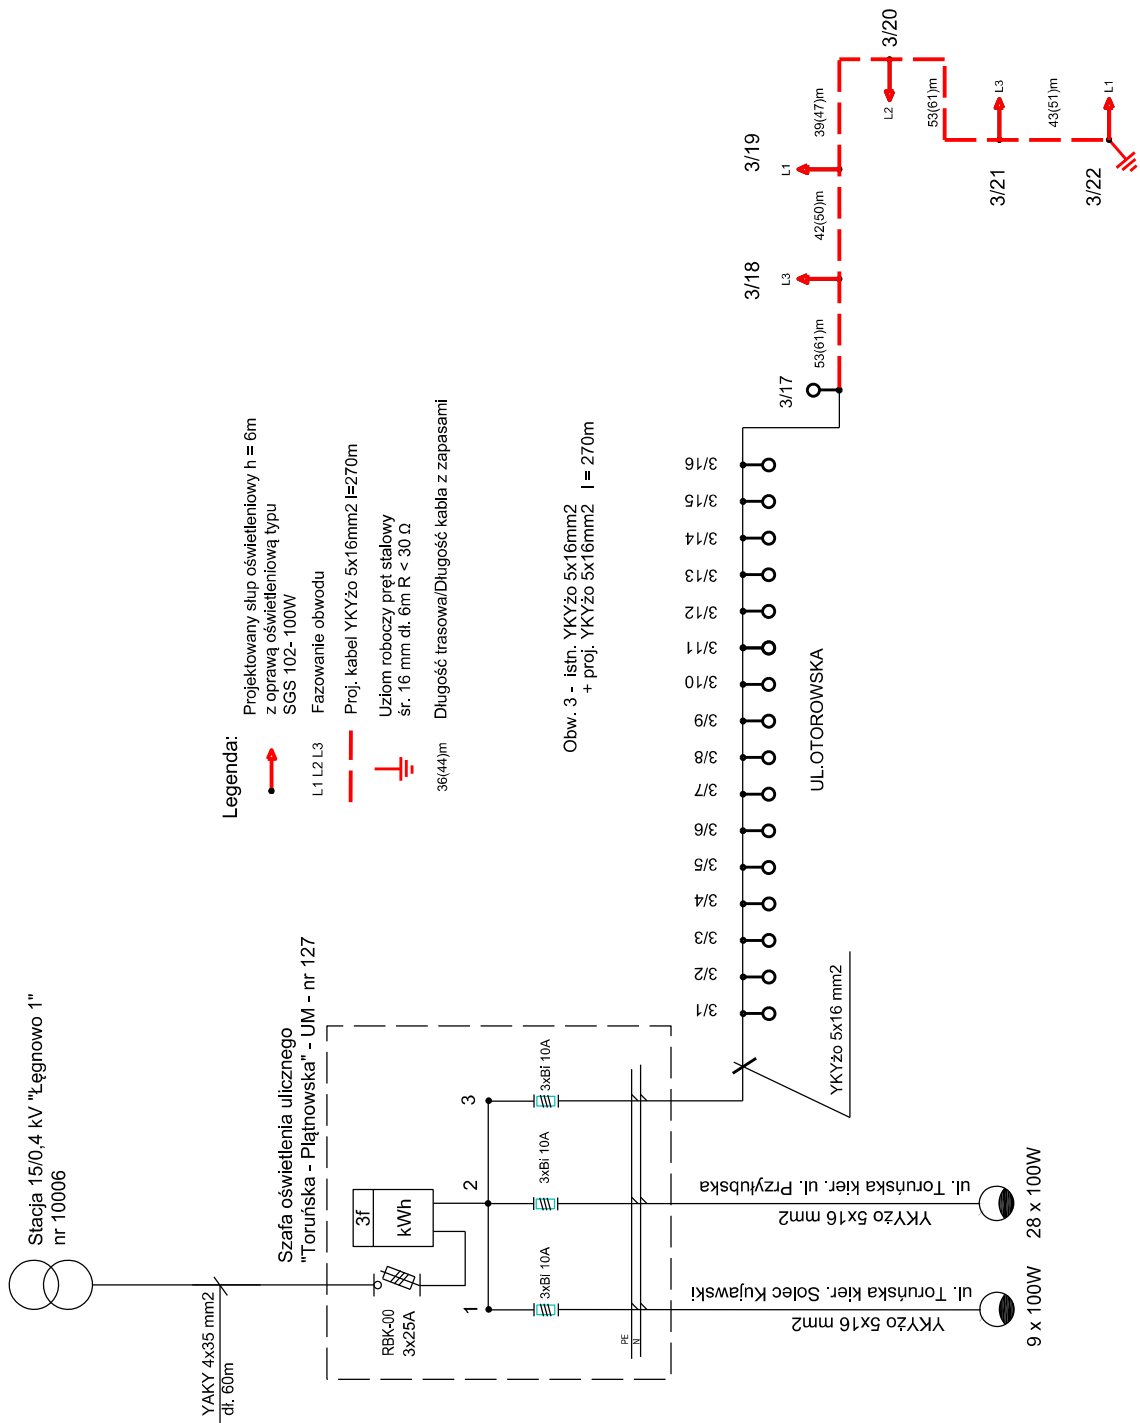 Stacja 15/0,4 kV "Łęgnowo 1"
nr 10006
YAKY 4x35 mm2
dł. 60m
Szafa oświetlenia ulicznego
"Toruńska - Plątnowska" - UM - nr 127
RBK-00
3x25A
3f
kWh
1
2
3
3xBi 10A
3xBi 10A
3xBi 10A
PE
N
ul. Toruńska kier. Solec Kujawski
YKYżo 5x16 mm2
9 x 100W
ul. Toruńska kier. ul. Przyłubska
YKYżo 5x16 mm2
28 x 100W
YKYżo 5x16 mm2
Legenda:
Projektowany słup oświetleniowy h = 6m
z oprawą oświetleniową typu
SGS 102- 100W
L1 L2 L3
Fazowanie obwodu
Proj. kabel YKYżo 5x16mm2 l=270m
Uziom roboczy pręt stalowy
śr. 16 mm dł. 6m R < 30 Ω
36(44)m
Długość trasowa/Długość kabla z zapasami
Obw. 3 - istn. YKYżo 5x16mm2
+ proj. YKYżo 5x16mm2 l = 270m
3/1
3/2
3/3
3/4
3/5
3/6
3/7
3/8
3/9
3/10
3/11
3/12
3/13
3/14
3/15
3/16
UL.OTOROWSKA
3/17
53(61)m
3/18
L3
42(50)m
3/19
L1
39(47)m
3/20
L2
53(61)m
3/21
L3
43(51)m
3/22
L1